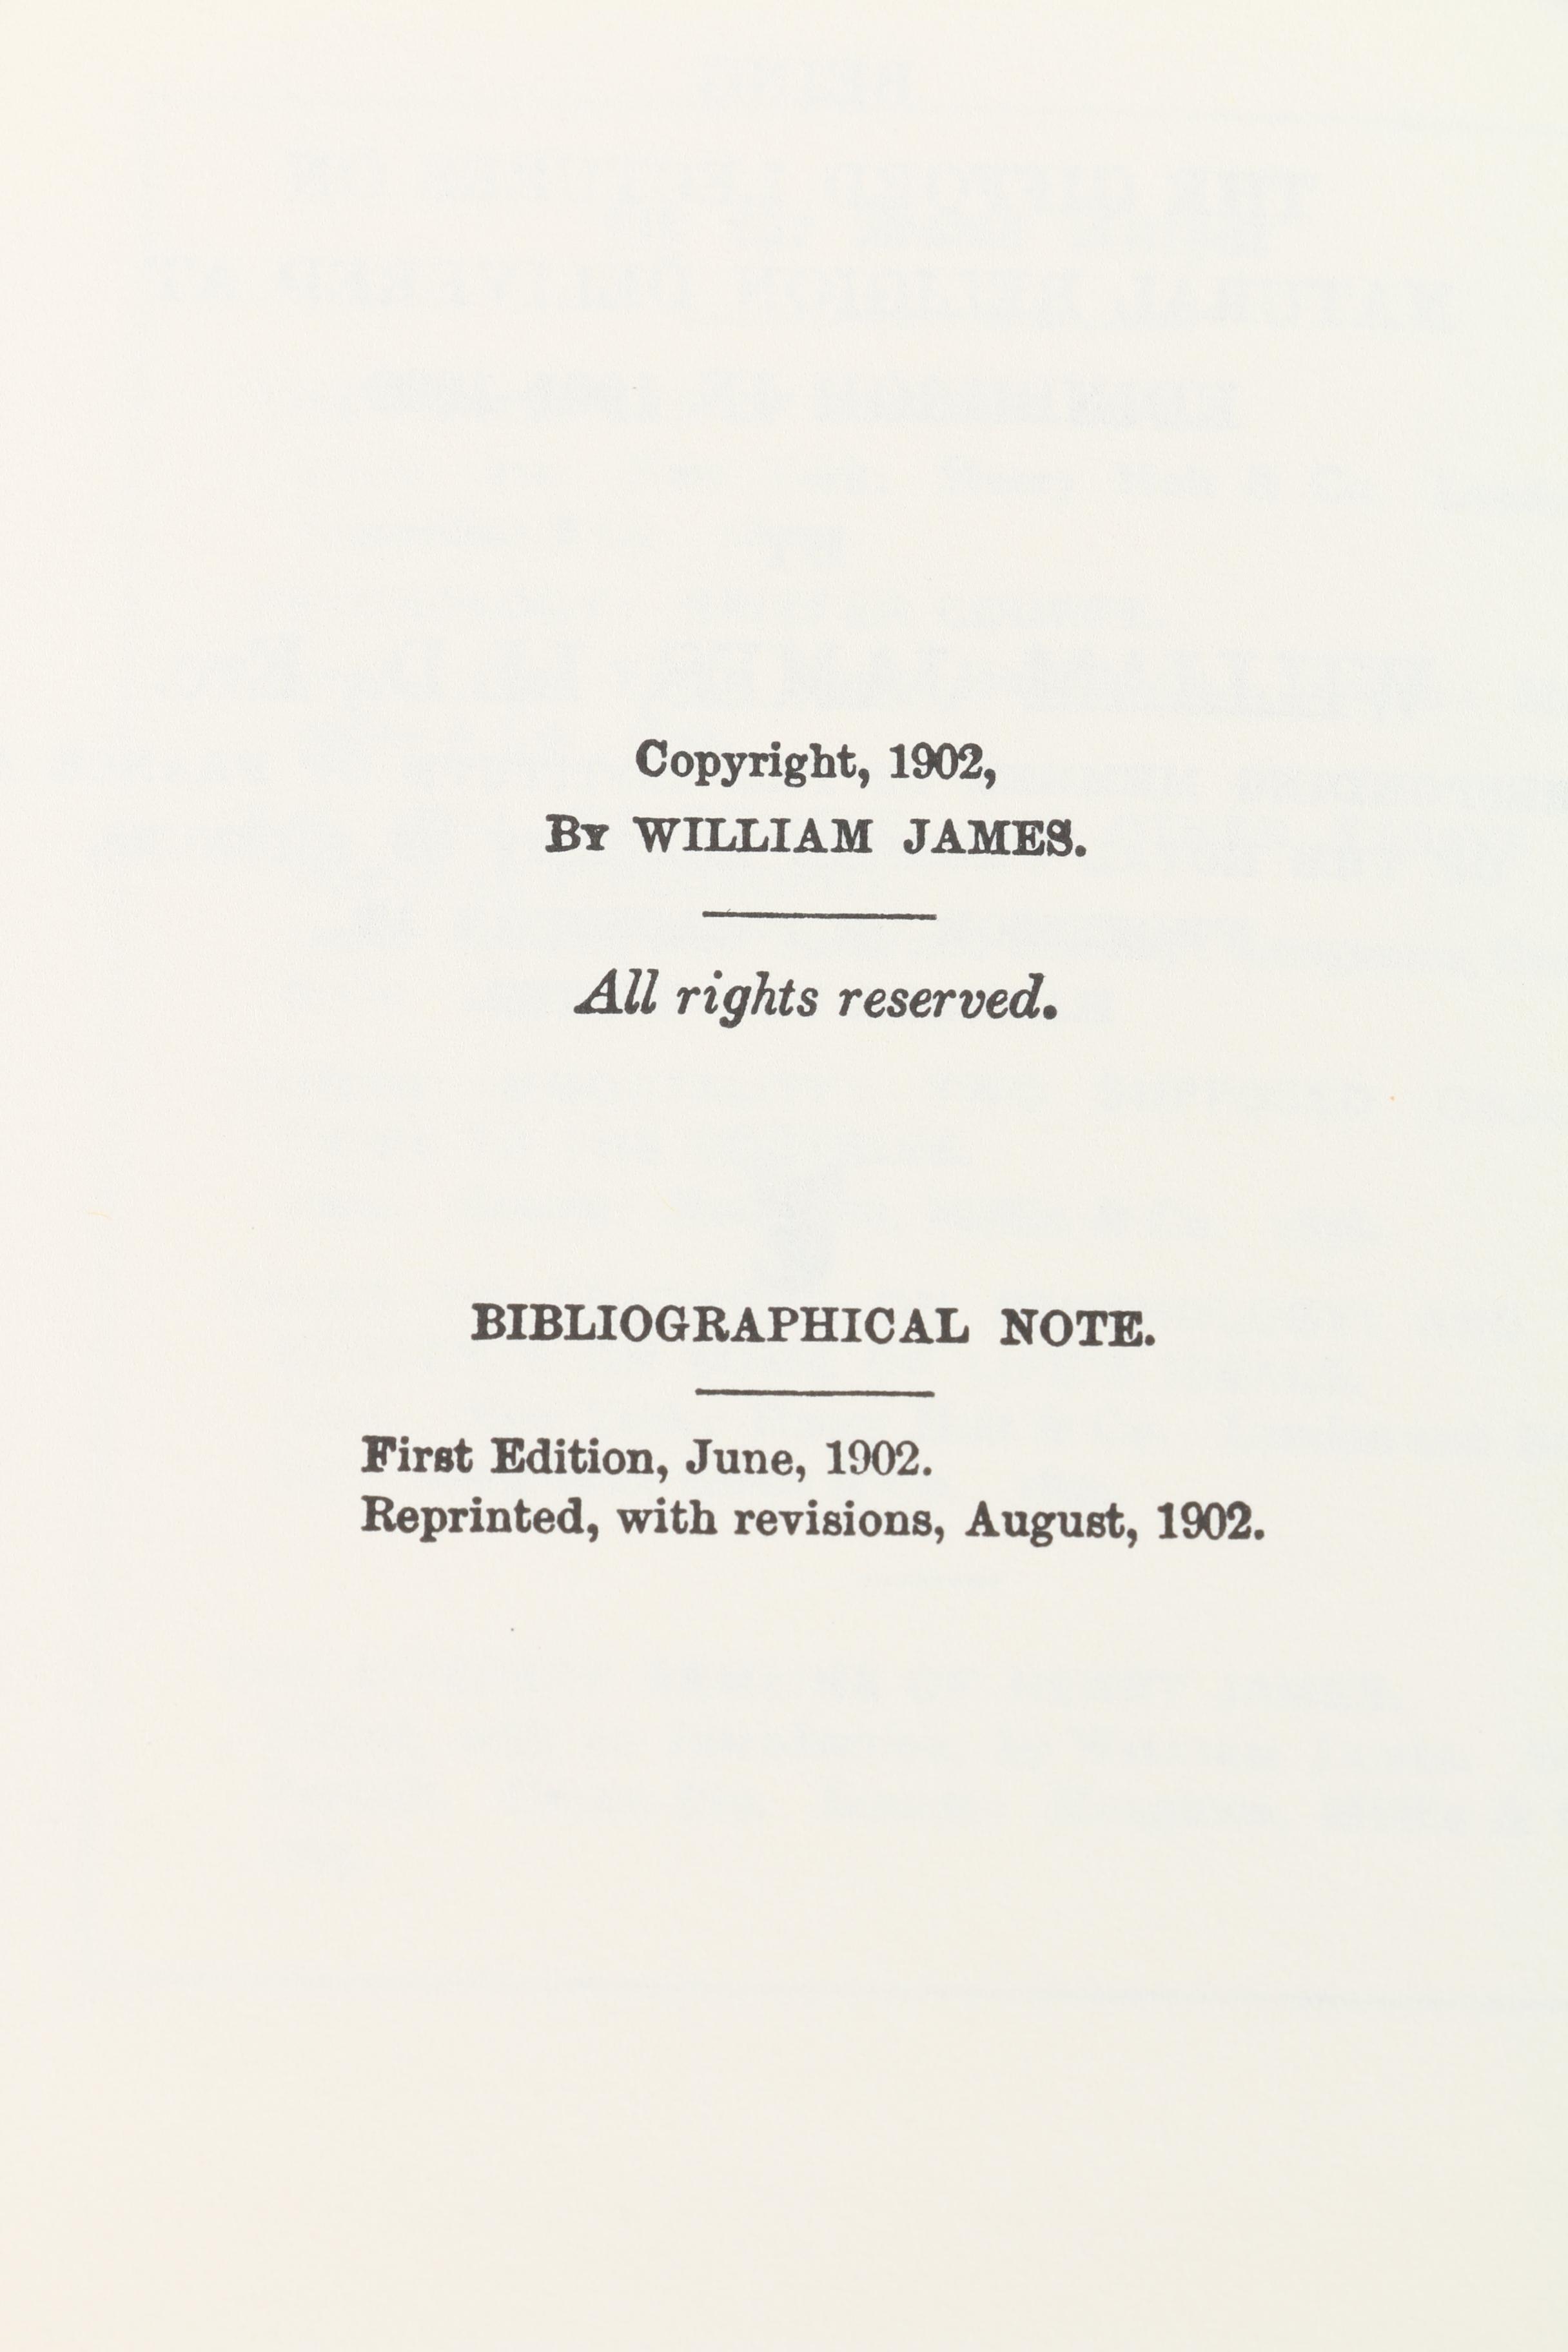 Copyright, 1902,
By WILLIAM JAMES.
All rights reserved.
BIBLIOGRAPHICAL NOTE.
First Edition, June, 1902.
Reprinted, with revisions, August, 1902.